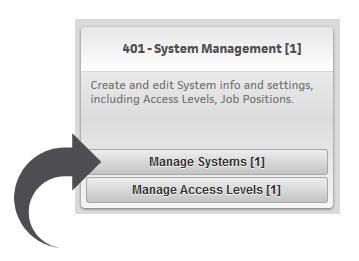 401 - System Management [1]
Create and edit System info and settings,
including Access Levels, Job Positions.
Manage Systems [1]
Manage Access Levels [1]